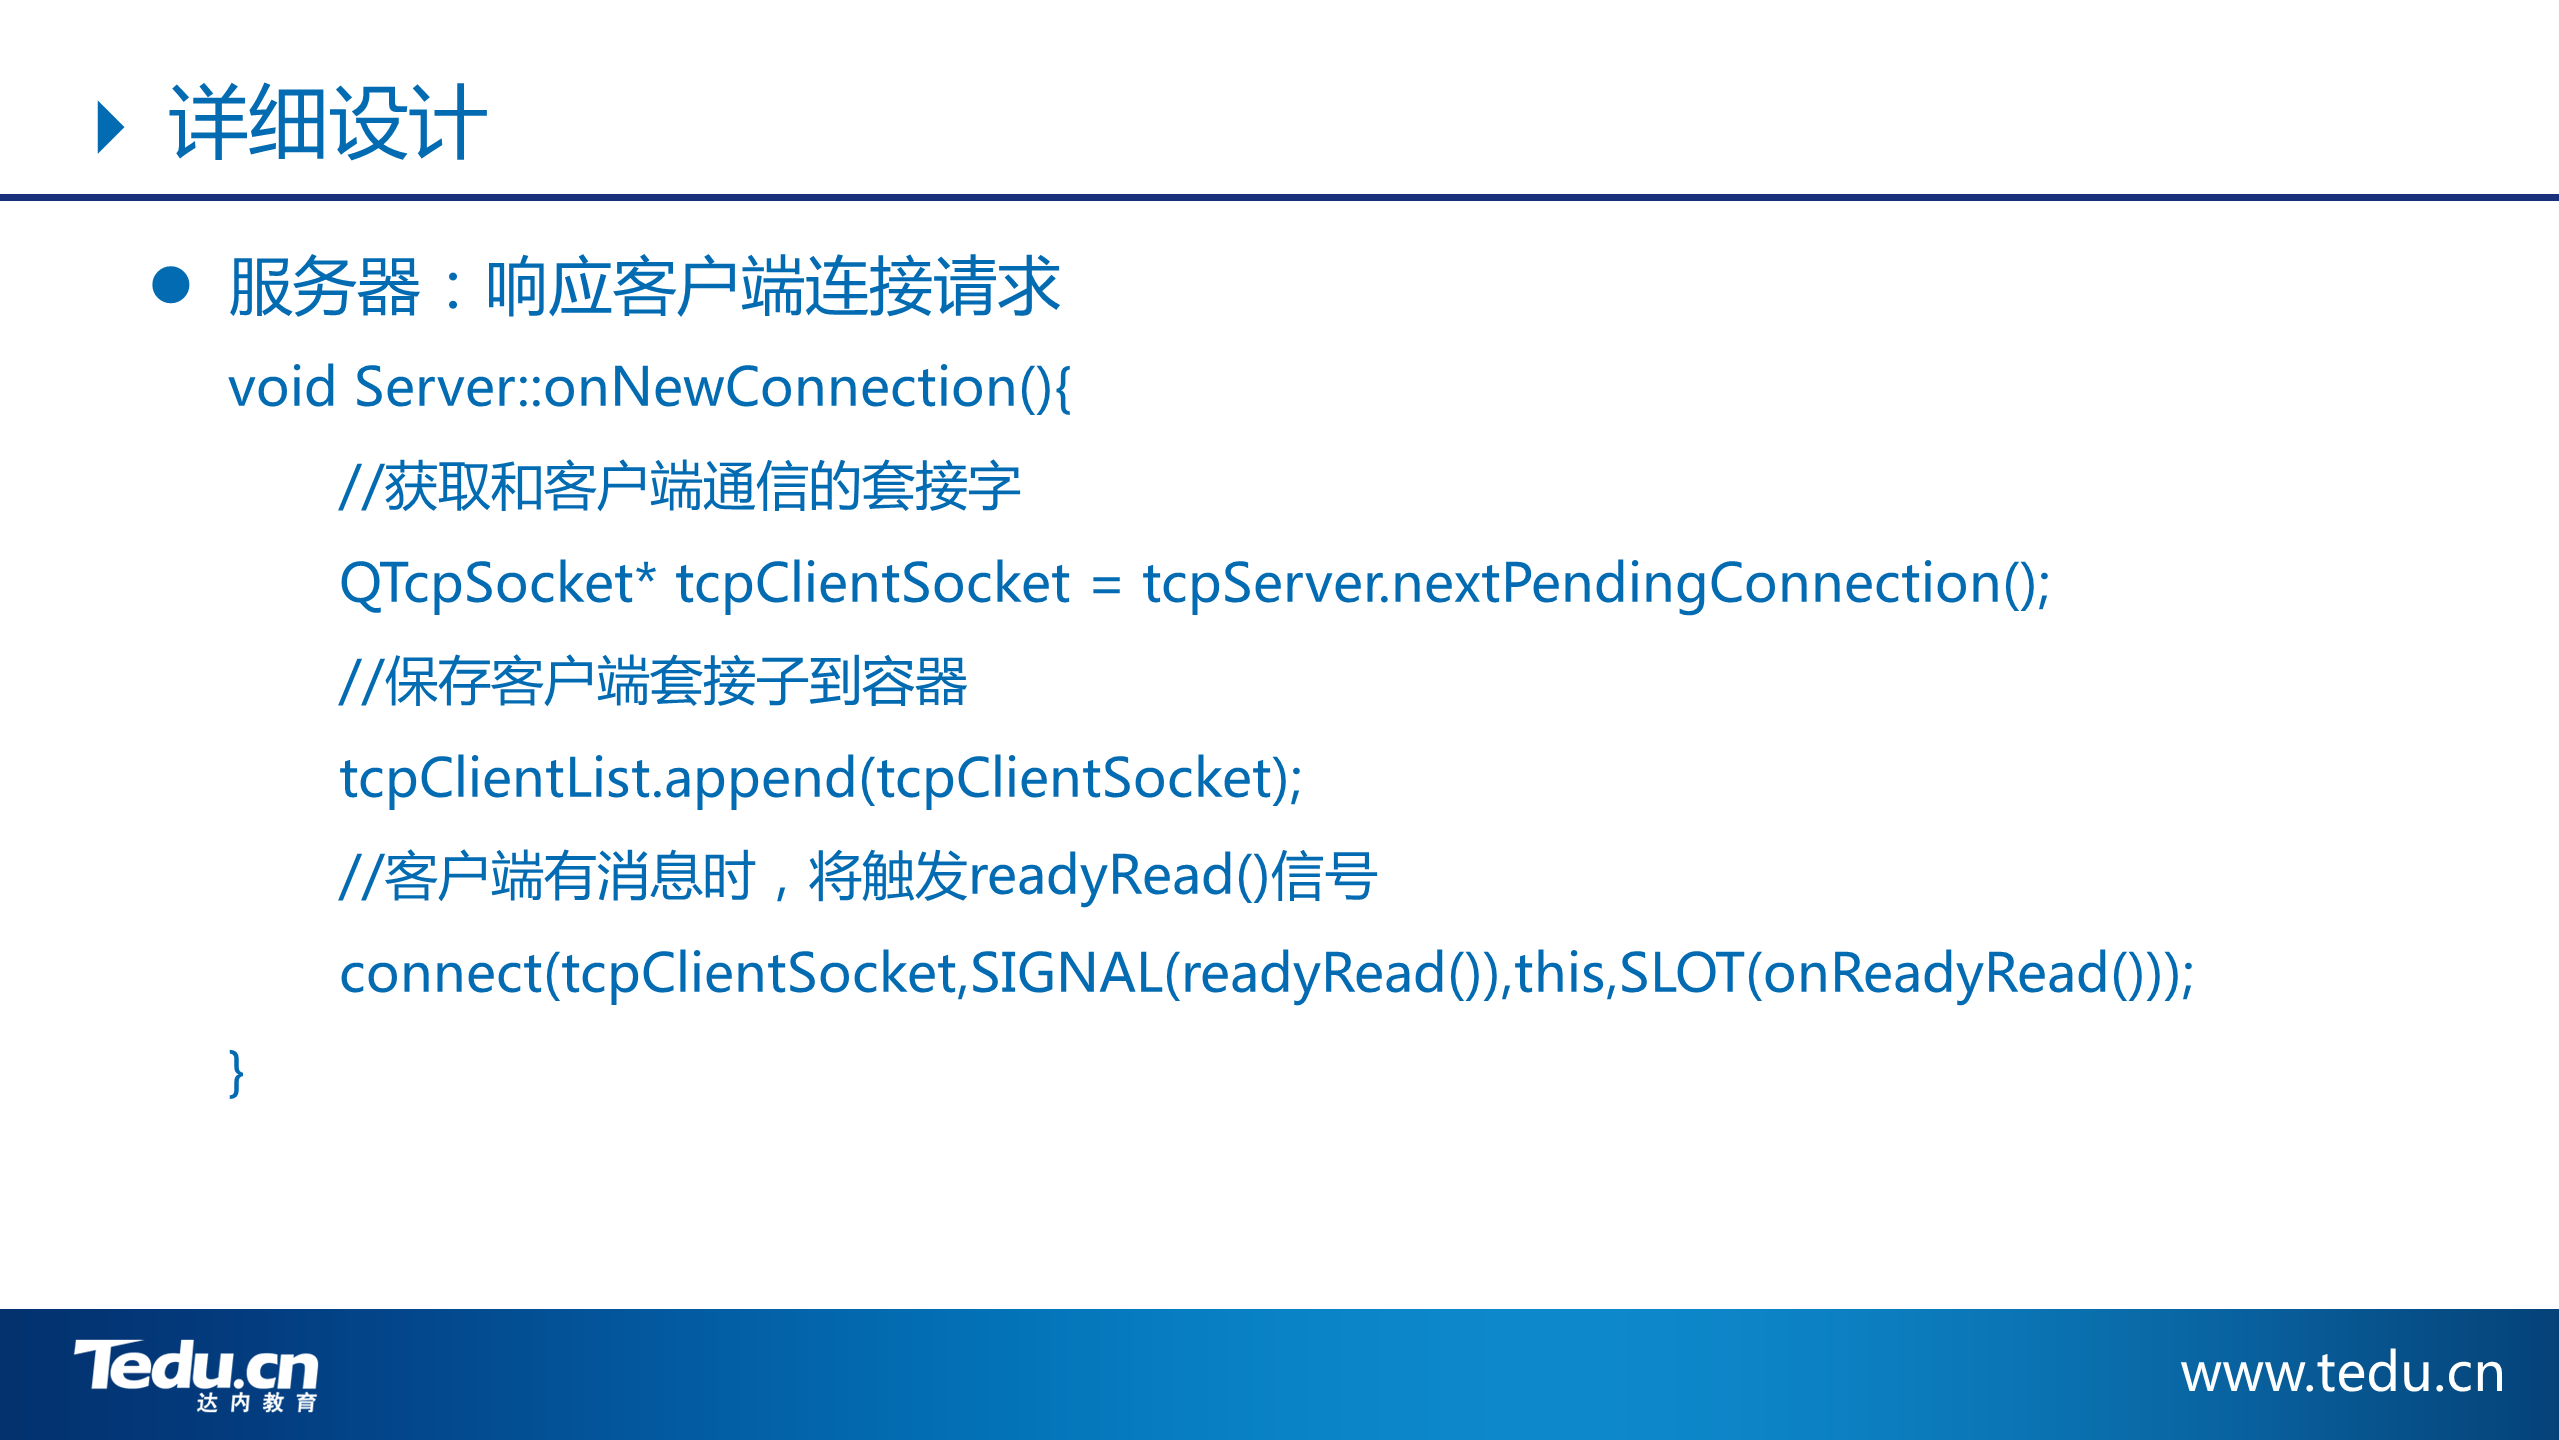 详细设计
服务器：响应客户端连接请求
void Server::onNewConnection(){
//获取和客户端通信的套接字
QTcpSocket* tcpClientSocket = tcpServer.nextPendingConnection();
//保存客户端套接子到容器
tcpClientList.append(tcpClientSocket);
//客户端有消息时，将触发readyRead()信号
connect(tcpClientSocket,SIGNAL(readyRead()),this,SLOT(onReadyRead()));
}
Tedu.cn
达内教育
www.tedu.cn